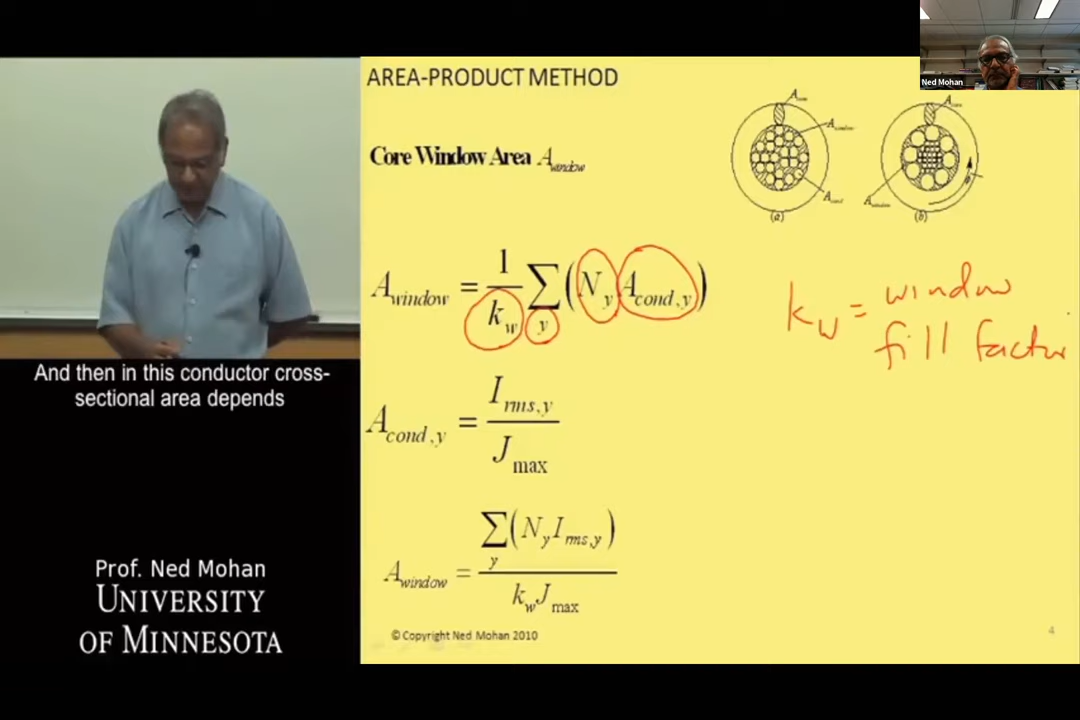 Ned Mohan
AREA-PRODUCT METHOD
Core Window Area A_window
A_window = 1/k_w ∑_y (N_y A_cond,y)
k_w = window
fill factor
A_cond,y = I_rms,y / J_max
A_window = ∑_y (N_y I_rms,y) / k_w J_max
(a)
(b)
And then in this conductor cross-
sectional area depends
Prof. Ned Mohan
UNIVERSITY
OF MINNESOTA
© Copyright Ned Mohan 2010
4